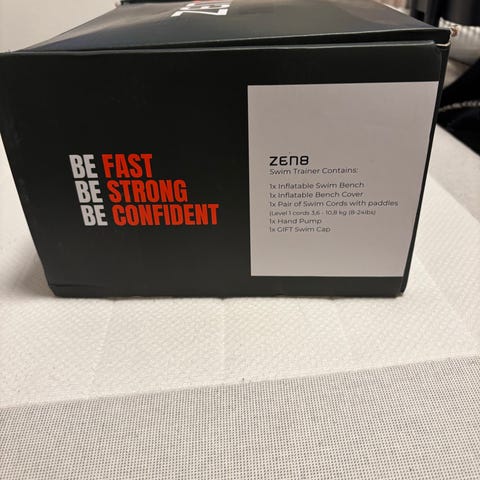 BE FAST
BE STRONG
BE CONFIDENT
ZEN8
Swim Trainer Contains:
1x Inflatable Swim Bench
1x Inflatable Bench Cover
1x Pair of Swim Cords with paddles
(Level 1 cords 3,6 - 10,8 kg (8-24lbs)
1x Hand Pump
1x GIFT Swim Cap